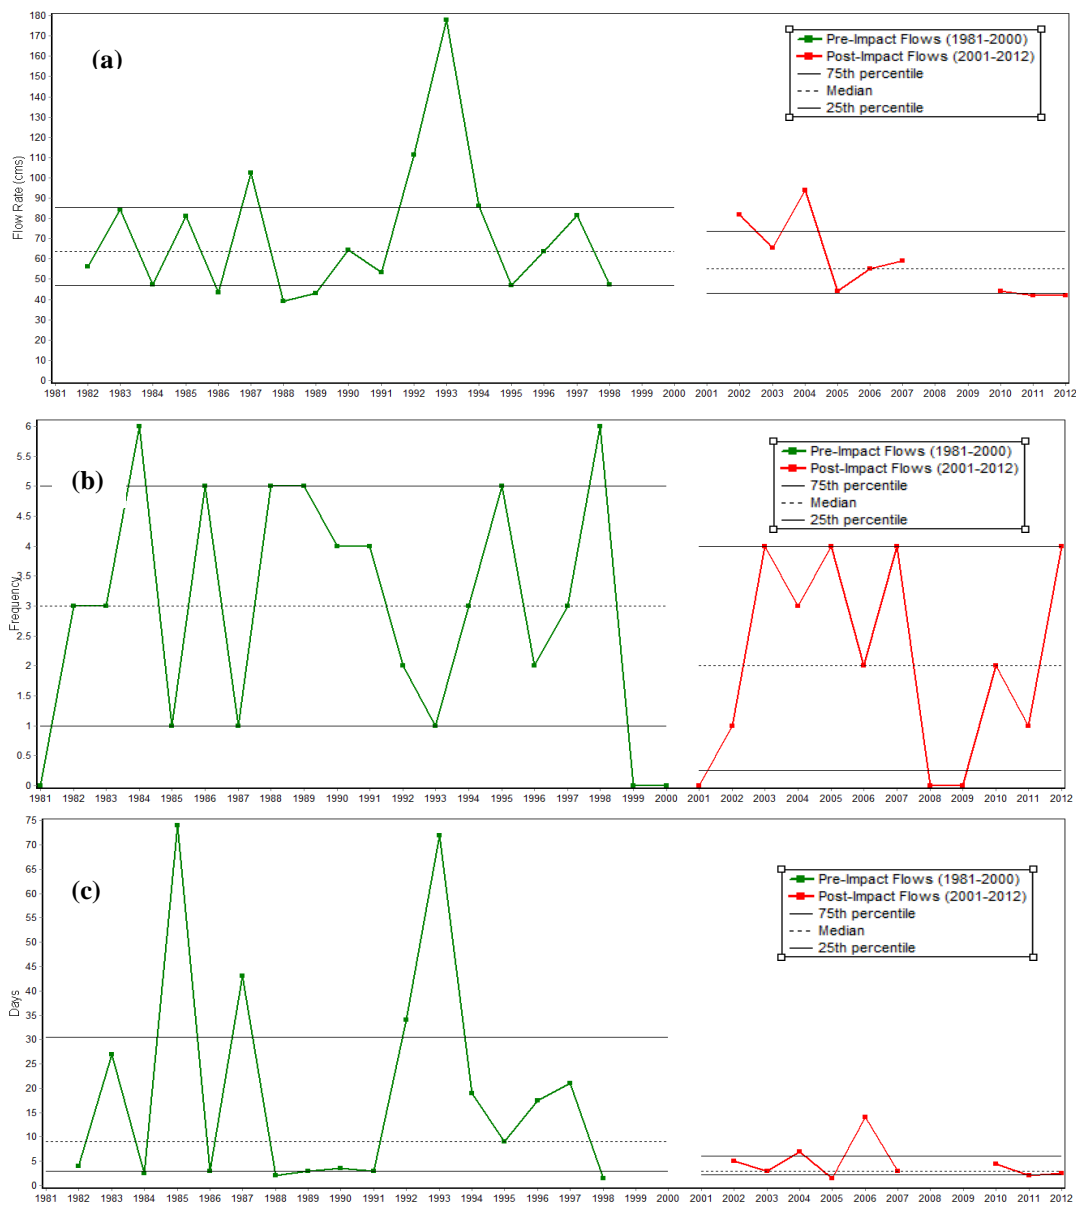 180
170
160
150
140
130
120
110
100
90
80
70
60
50
40
30
20
10
0
Flow Rate (cms)
(a)
Pre-Impact Flows (1981-2000)
Post-Impact Flows (2001-2012)
75th percentile
Median
25th percentile
1981 1982 1983 1984 1985 1986 1987 1988 1989 1990 1991 1992 1993 1994 1995 1996 1997 1998 1999 2000 2001 2002 2003 2004 2005 2006 2007 2008 2009 2010 2011 2012
6
5.5
5
4.5
4
3.5
3
2.5
2
1.5
1
0.5
0
Frequency
(b)
Pre-Impact Flows (1981-2000)
Post-Impact Flows (2001-2012)
75th percentile
Median
25th percentile
1981 1982 1983 1984 1985 1986 1987 1988 1989 1990 1991 1992 1993 1994 1995 1996 1997 1998 1999 2000 2001 2002 2003 2004 2005 2006 2007 2008 2009 2010 2011 2012
75
70
65
60
55
50
45
40
35
30
25
20
15
10
5
0
Days
(c)
Pre-Impact Flows (1981-2000)
Post-Impact Flows (2001-2012)
75th percentile
Median
25th percentile
1981 1982 1983 1984 1985 1986 1987 1988 1989 1990 1991 1992 1993 1994 1995 1996 1997 1998 1999 2000 2001 2002 2003 2004 2005 2006 2007 2008 2009 2010 2011 2012